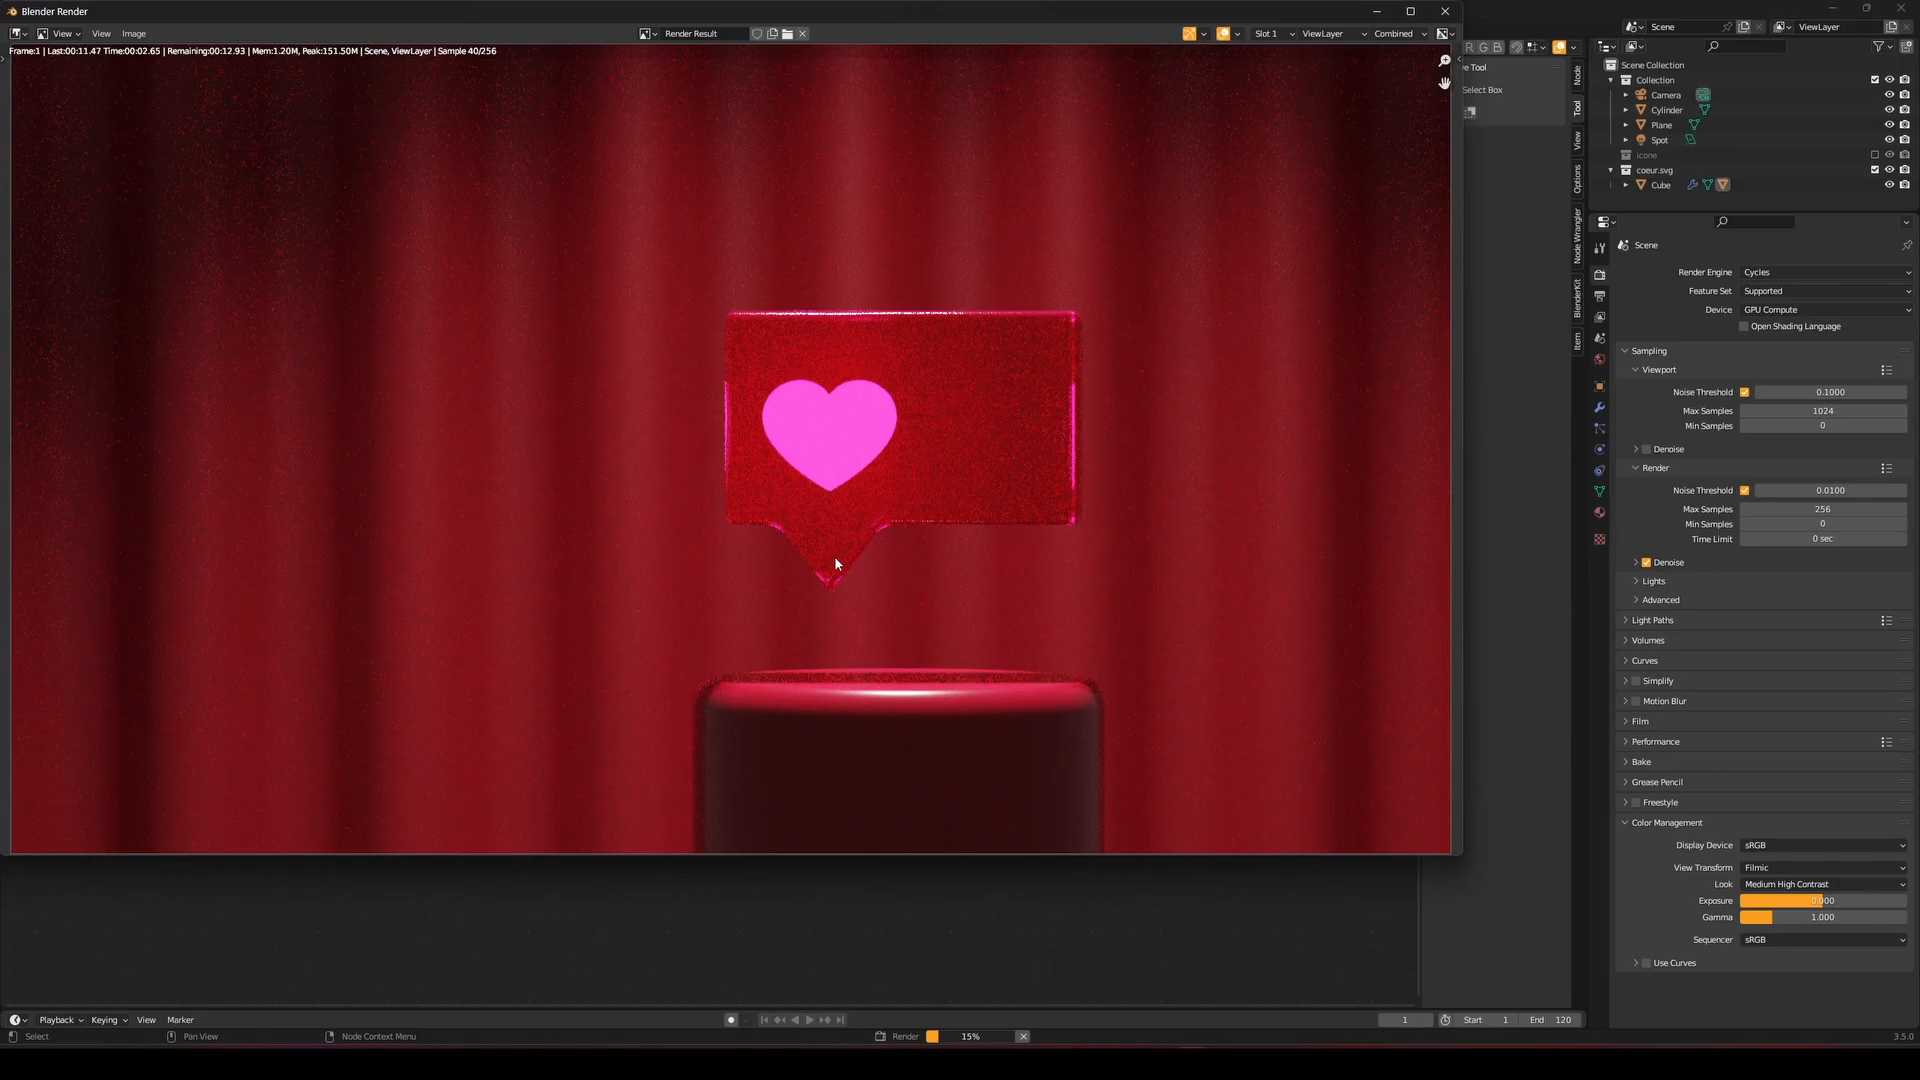 Blender Render
View View Image Render Result Slot 1 ViewLayer Combined
Frame:1 | Last:00:11.47 Time:00:02.65 | Remaining:00:12.93 | Mem:1.20M, Peak:151.50M | Scene, ViewLayer | Sample 40/256
R G B
Select Box
Node
Tool
View
Options
Node Wrangler
BlenderKit
Item
Scene ViewLayer
Scene Collection
Collection
Camera
Cylinder
Plane
Spot
icone
coeur.svg
Cube
Scene
Render Engine Cycles
Feature Set Supported
Device GPU Compute
Open Shading Language
Sampling
Viewport
Noise Threshold 0.1000
Max Samples 1024
Min Samples 0
Denoise
Render
Noise Threshold 0.0100
Max Samples 256
Min Samples 0
Time Limit 0 sec
Denoise
Lights
Advanced
Light Paths
Volumes
Curves
Simplify
Motion Blur
Film
Performance
Bake
Grease Pencil
Freestyle
Color Management
Display Device sRGB
View Transform Filmic
Look Medium High Contrast
Exposure 0.000
Gamma 1.000
Sequencer sRGB
Use Curves
Playback Keying View Marker 1 Start 1 End 120
Select Pan View Node Context Menu Render 15% 3.5.0